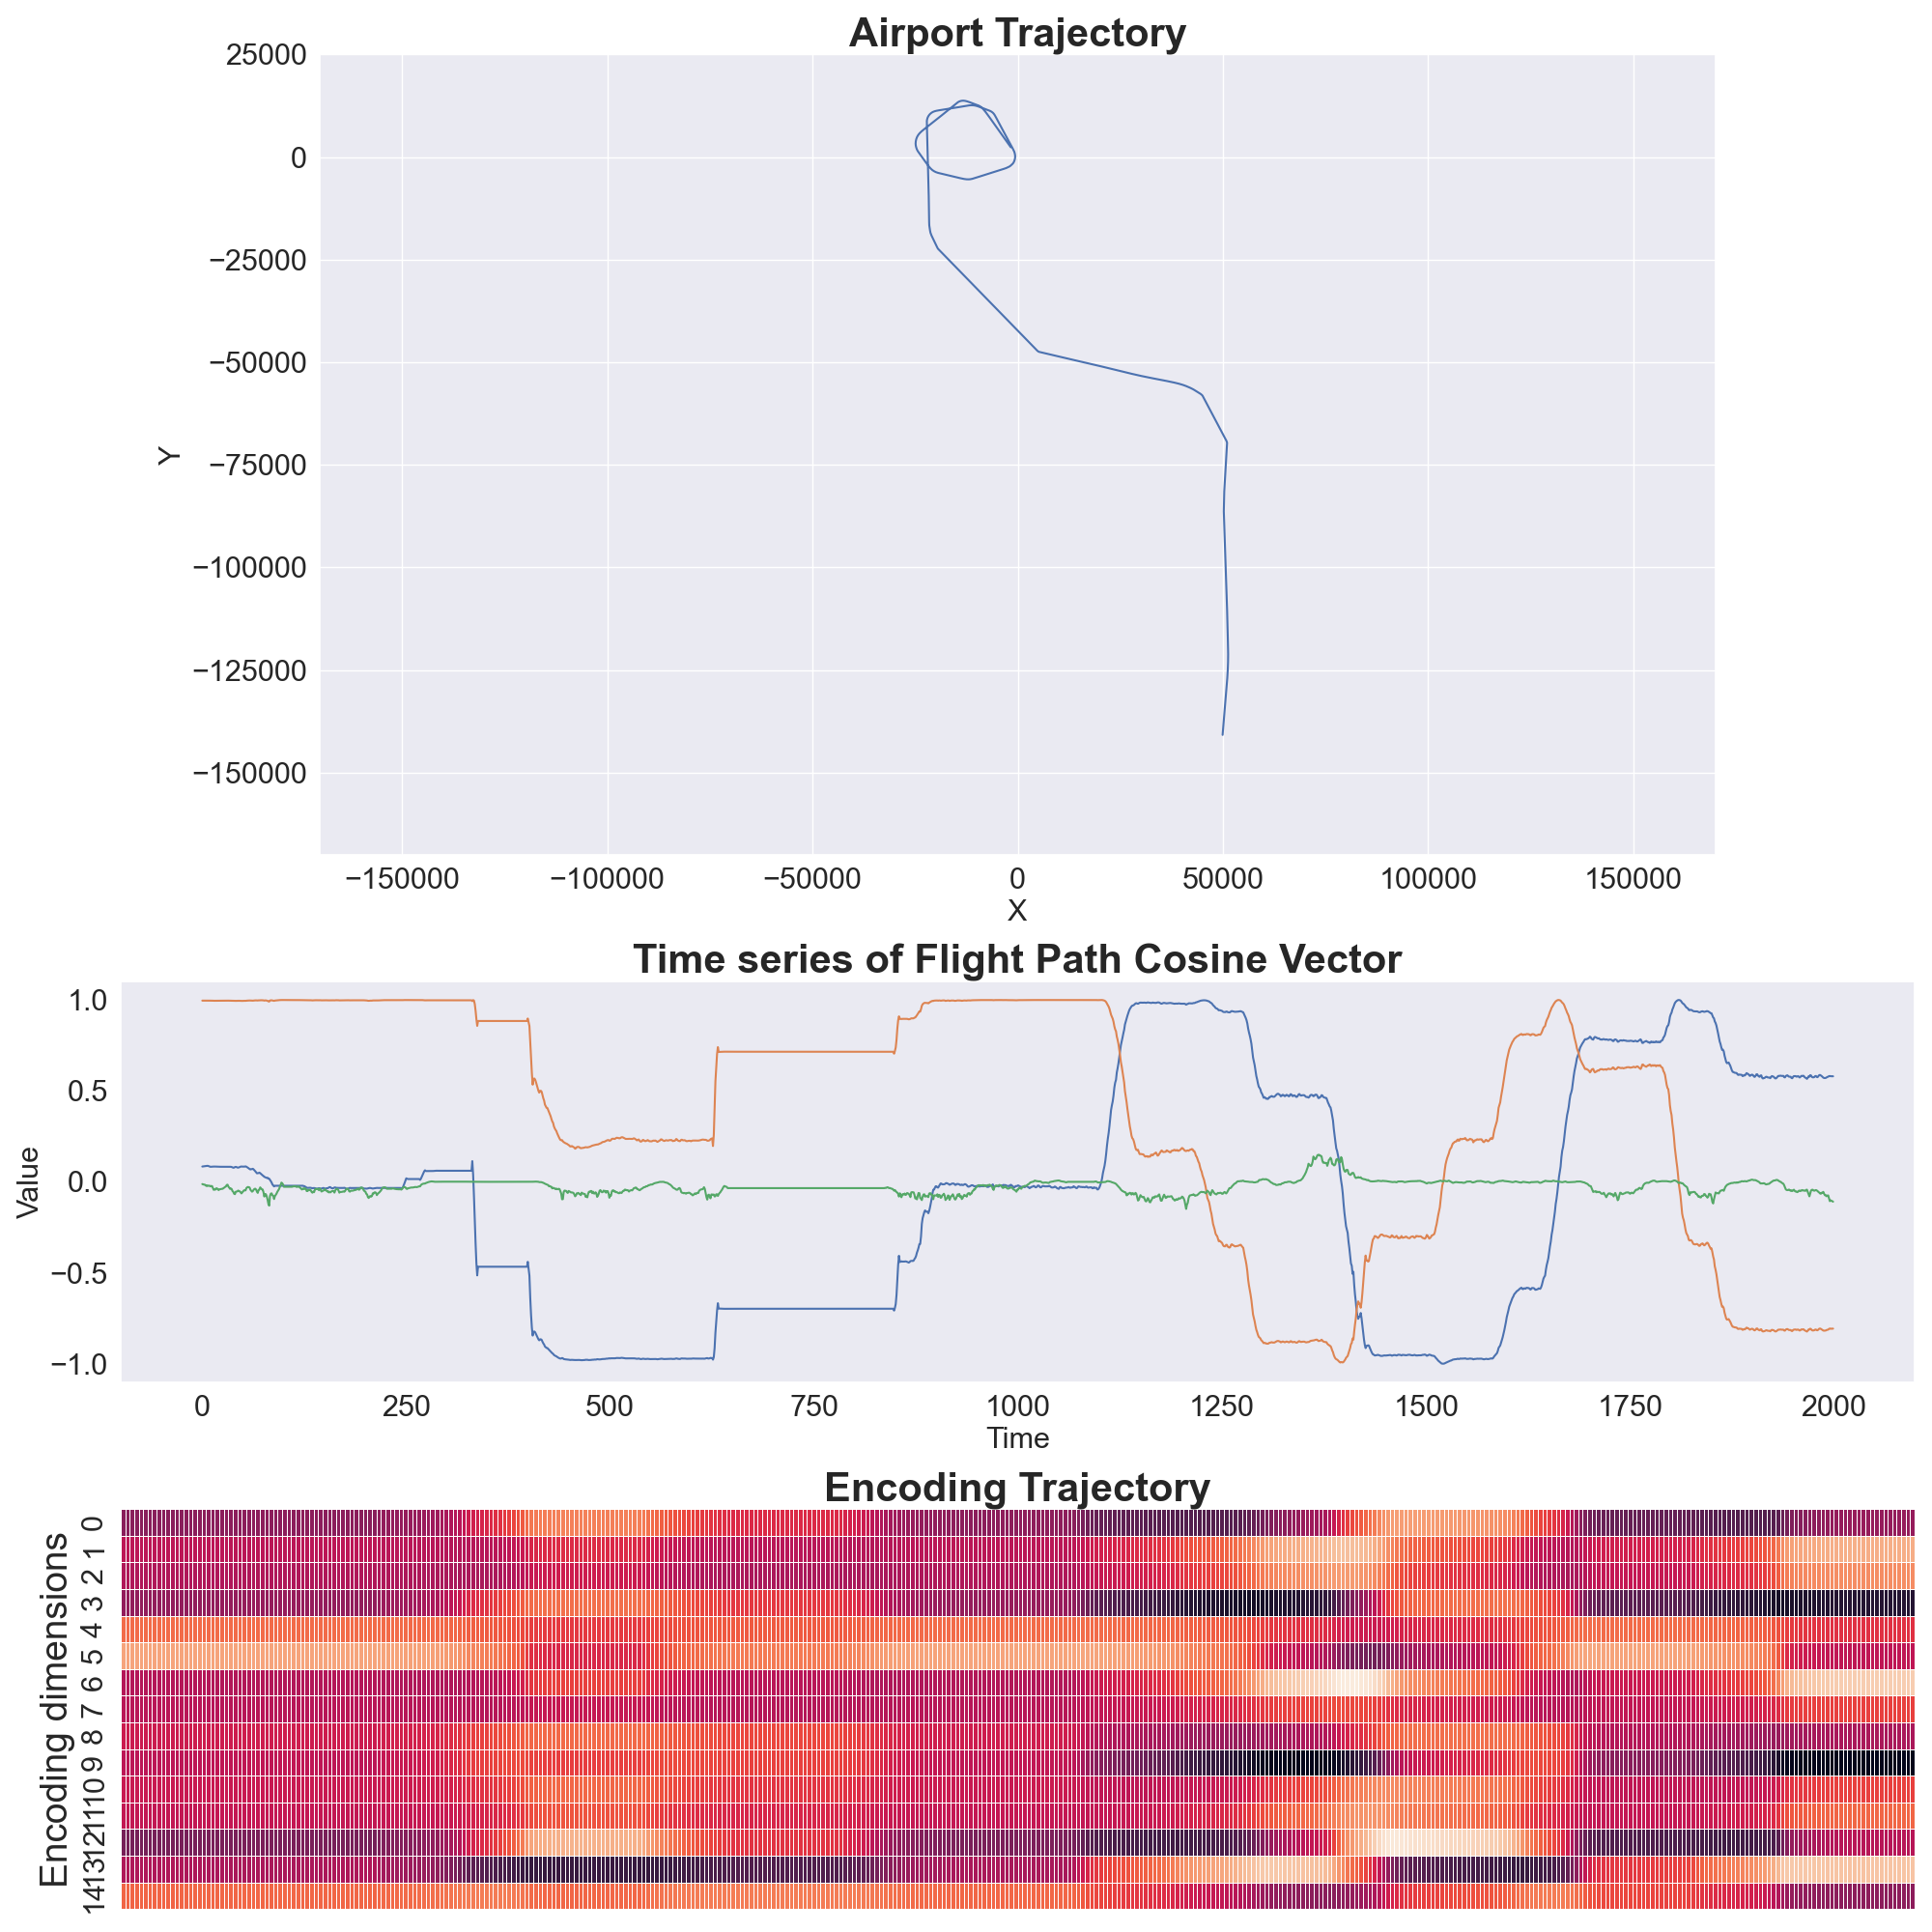 Airport Trajectory
25000
0
−25000
−50000
−75000
−100000
−125000
−150000
Y
−150000 −100000 −50000 0 50000 100000 150000
X
Time series of Flight Path Cosine Vector
1.0
0.5
0.0
−0.5
−1.0
Value
0 250 500 750 1000 1250 1500 1750 2000
Time
Encoding Trajectory
Encoding dimensions
0
1
2
3
4
5
6
7
8
9
10
11
12
13
14